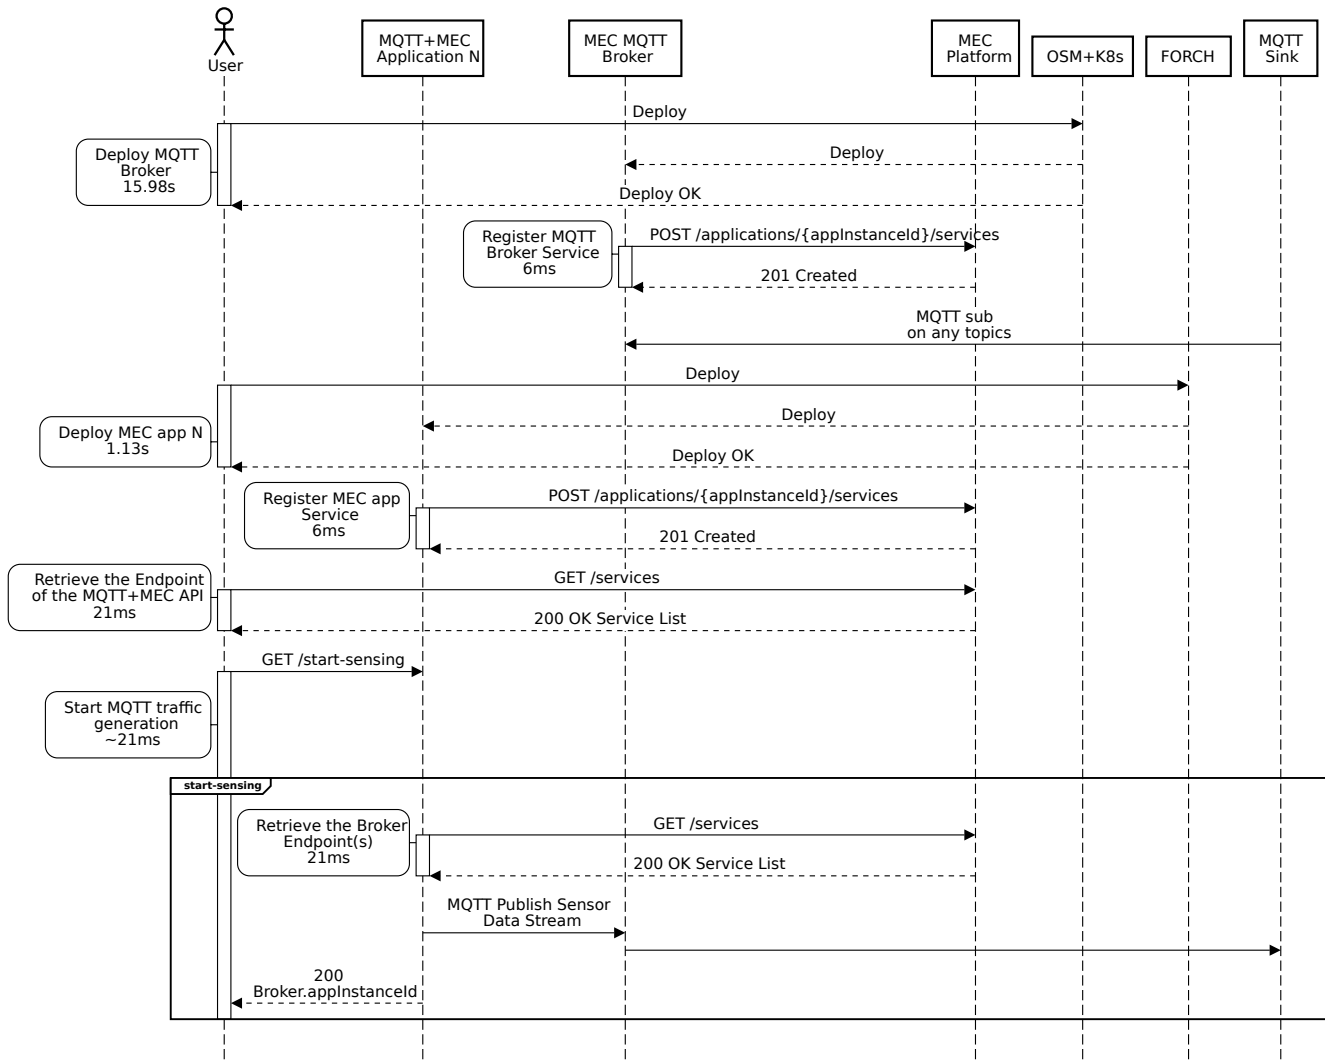 User
MQTT+MEC
Application N
MEC MQTT
Broker
MEC
Platform
OSM+K8s
FORCH
MQTT
Sink
Deploy
Deploy MQTT
Broker
15.98s
Deploy
Deploy OK
Register MQTT
Broker Service
6ms
POST /applications/{appInstanceId}/services
201 Created
MQTT sub
on any topics
Deploy
Deploy MEC app N
1.13s
Deploy
Deploy OK
Register MEC app
Service
6ms
POST /applications/{appInstanceId}/services
201 Created
Retrieve the Endpoint
of the MQTT+MEC API
21ms
GET /services
200 OK Service List
GET /start-sensing
Start MQTT traffic
generation
~21ms
start-sensing
Retrieve the Broker
Endpoint(s)
21ms
GET /services
200 OK Service List
MQTT Publish Sensor
Data Stream
200
Broker.appInstanceId